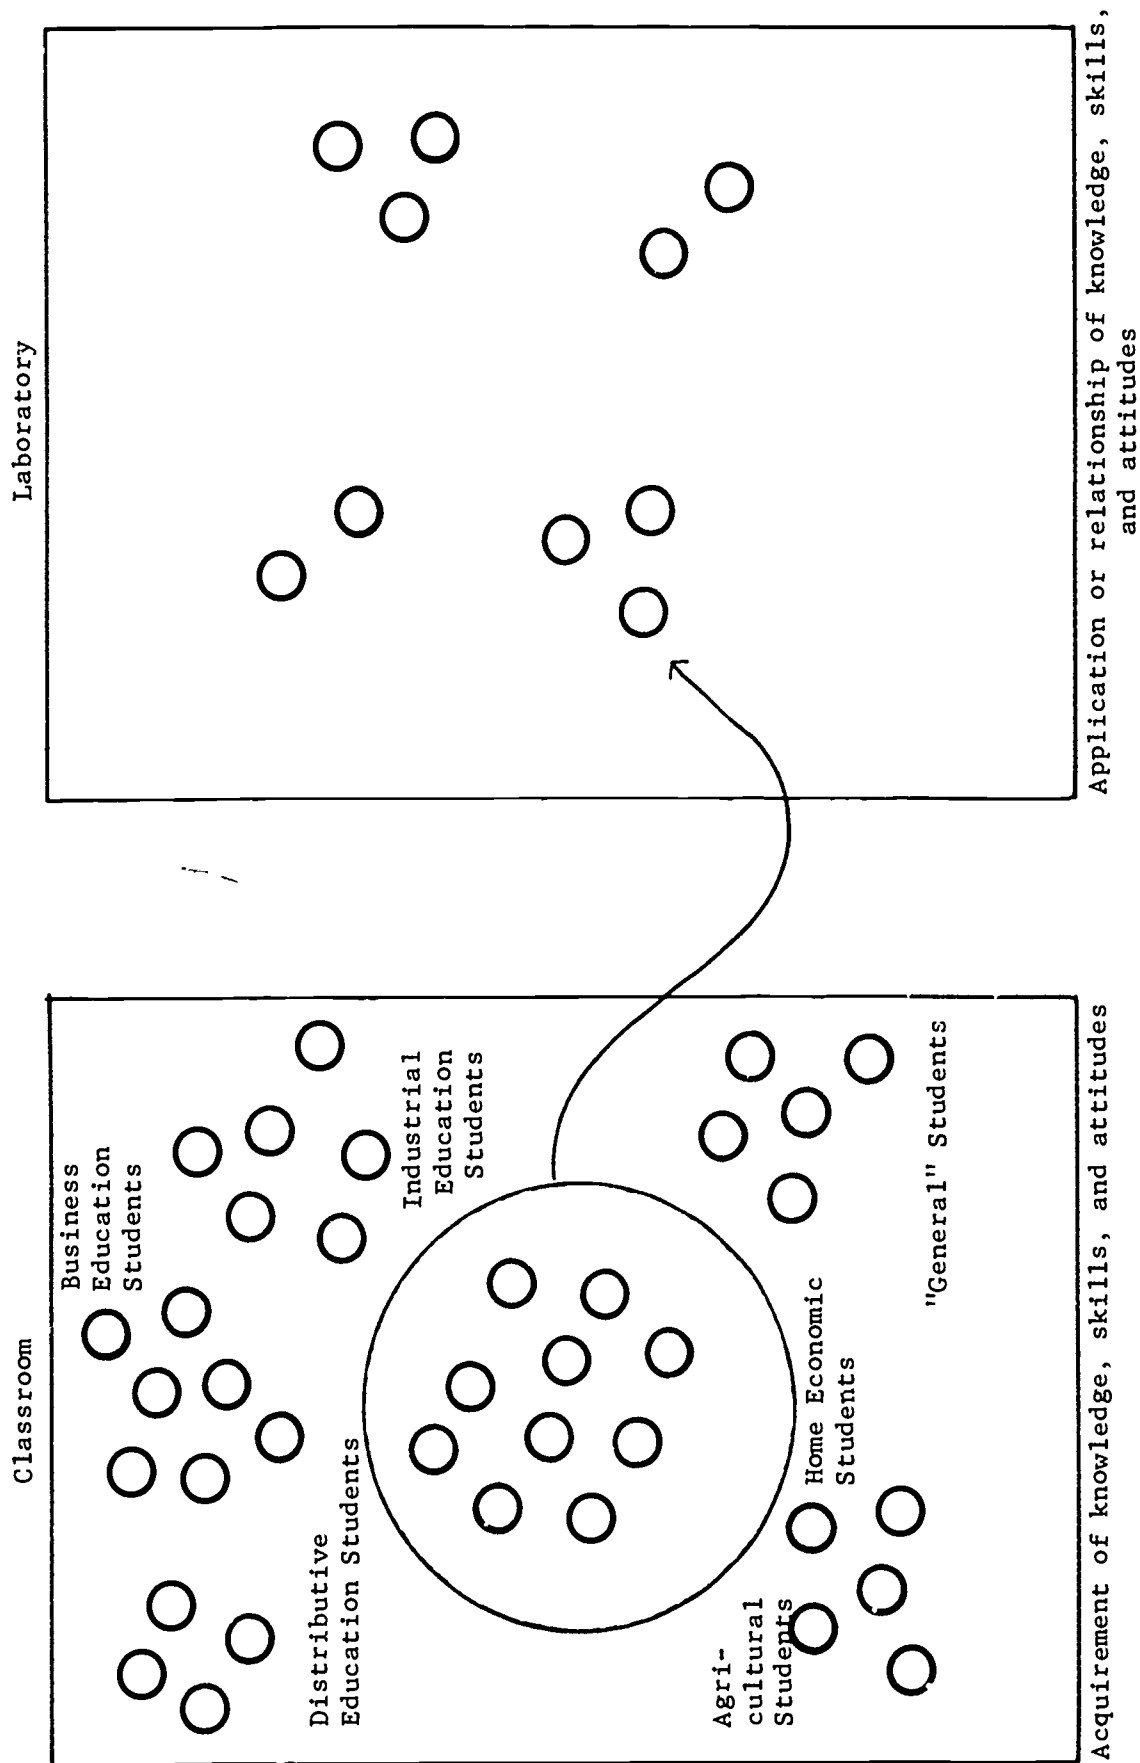 Classroom
Business
Education
Students
Industrial
Education
Students
Distributive
Education Students
Agri-
cultural
Students
Home Economic
Students
"General" Students
Acquirement of knowledge, skills, and attitudes
Laboratory
Application or relationship of knowledge, skills,
and attitudes